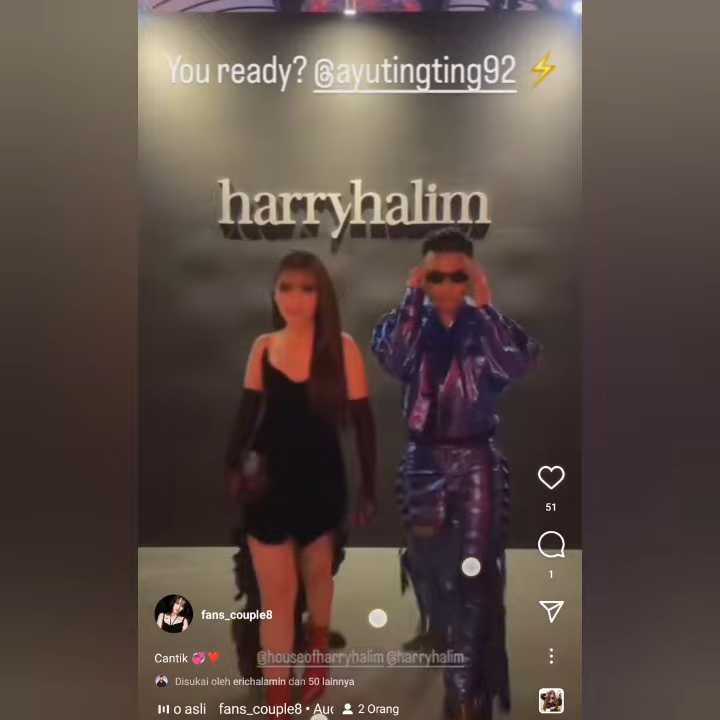 You ready? @ayutingting92 ⚡
harryhalim
51
1
fans_couple8
Cantik 💞❤️
@houseofharryhalim @harryhalim
Disukai oleh erichalamin dan 50 lainnya
o asli fans_couple8 • Au
2 Orang